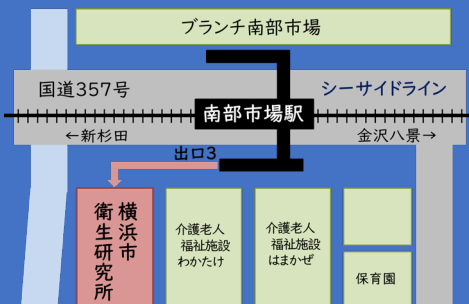 ブランチ南部市場
国道357号
シーサイドライン
南部市場駅
←新杉田
金沢八景→
出口3
横浜市
衛生研究所
介護老人
福祉施設
わかたけ
介護老人
福祉施設
はまかぜ
保育園